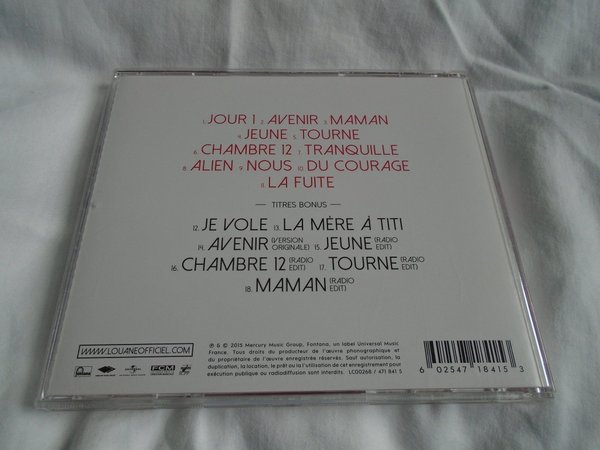 1. JOUR 1 2. AVENIR 3. MAMAN
4. JEUNE 5. TOURNE
6. CHAMBRE 12 7. TRANQUILLE
8. ALIEN 9. NOUS 10. DU COURAGE
11. LA FUITE
— TITRES BONUS —
12. JE VOLE 13. LA MÈRE À TITI
14. AVENIR (VERSION ORIGINALE) 15. JEUNE (RADIO EDIT)
16. CHAMBRE 12 (RADIO EDIT) 17. TOURNE (RADIO EDIT)
18. MAMAN (RADIO EDIT)
WWW.LOUANEOFFICIEL.COM
℗ & © 2015 Mercury Music Group, Fontana, un label Universal Music
France. Tous droits du producteur de l'œuvre phonographique et
du propriétaire de l'œuvre enregistrée réservés. Sauf autorisation, la
duplication, la location, le prêt ou la l'utilisation de cet enregistrement pour
exécution publique ou radiodiffusion sont interdits. LC00268 / 471 841 5
6 02547 18415 3